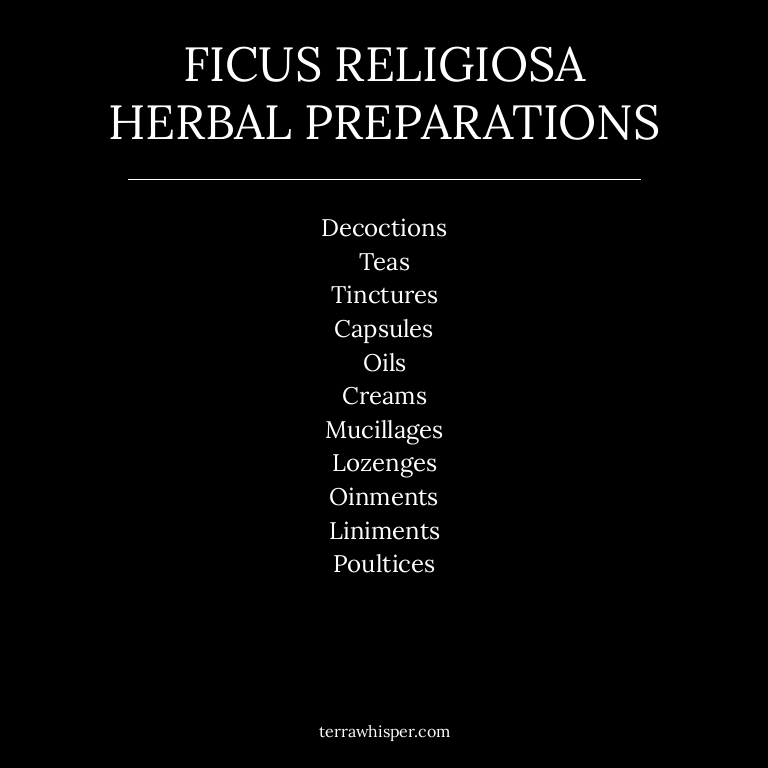 FICUS RELIGIOSA
HERBAL PREPARATIONS
Decoctions
Teas
Tinctures
Capsules
Oils
Creams
Mucillages
Lozenges
Oinments
Liniments
Poultices
terrawhisper.com